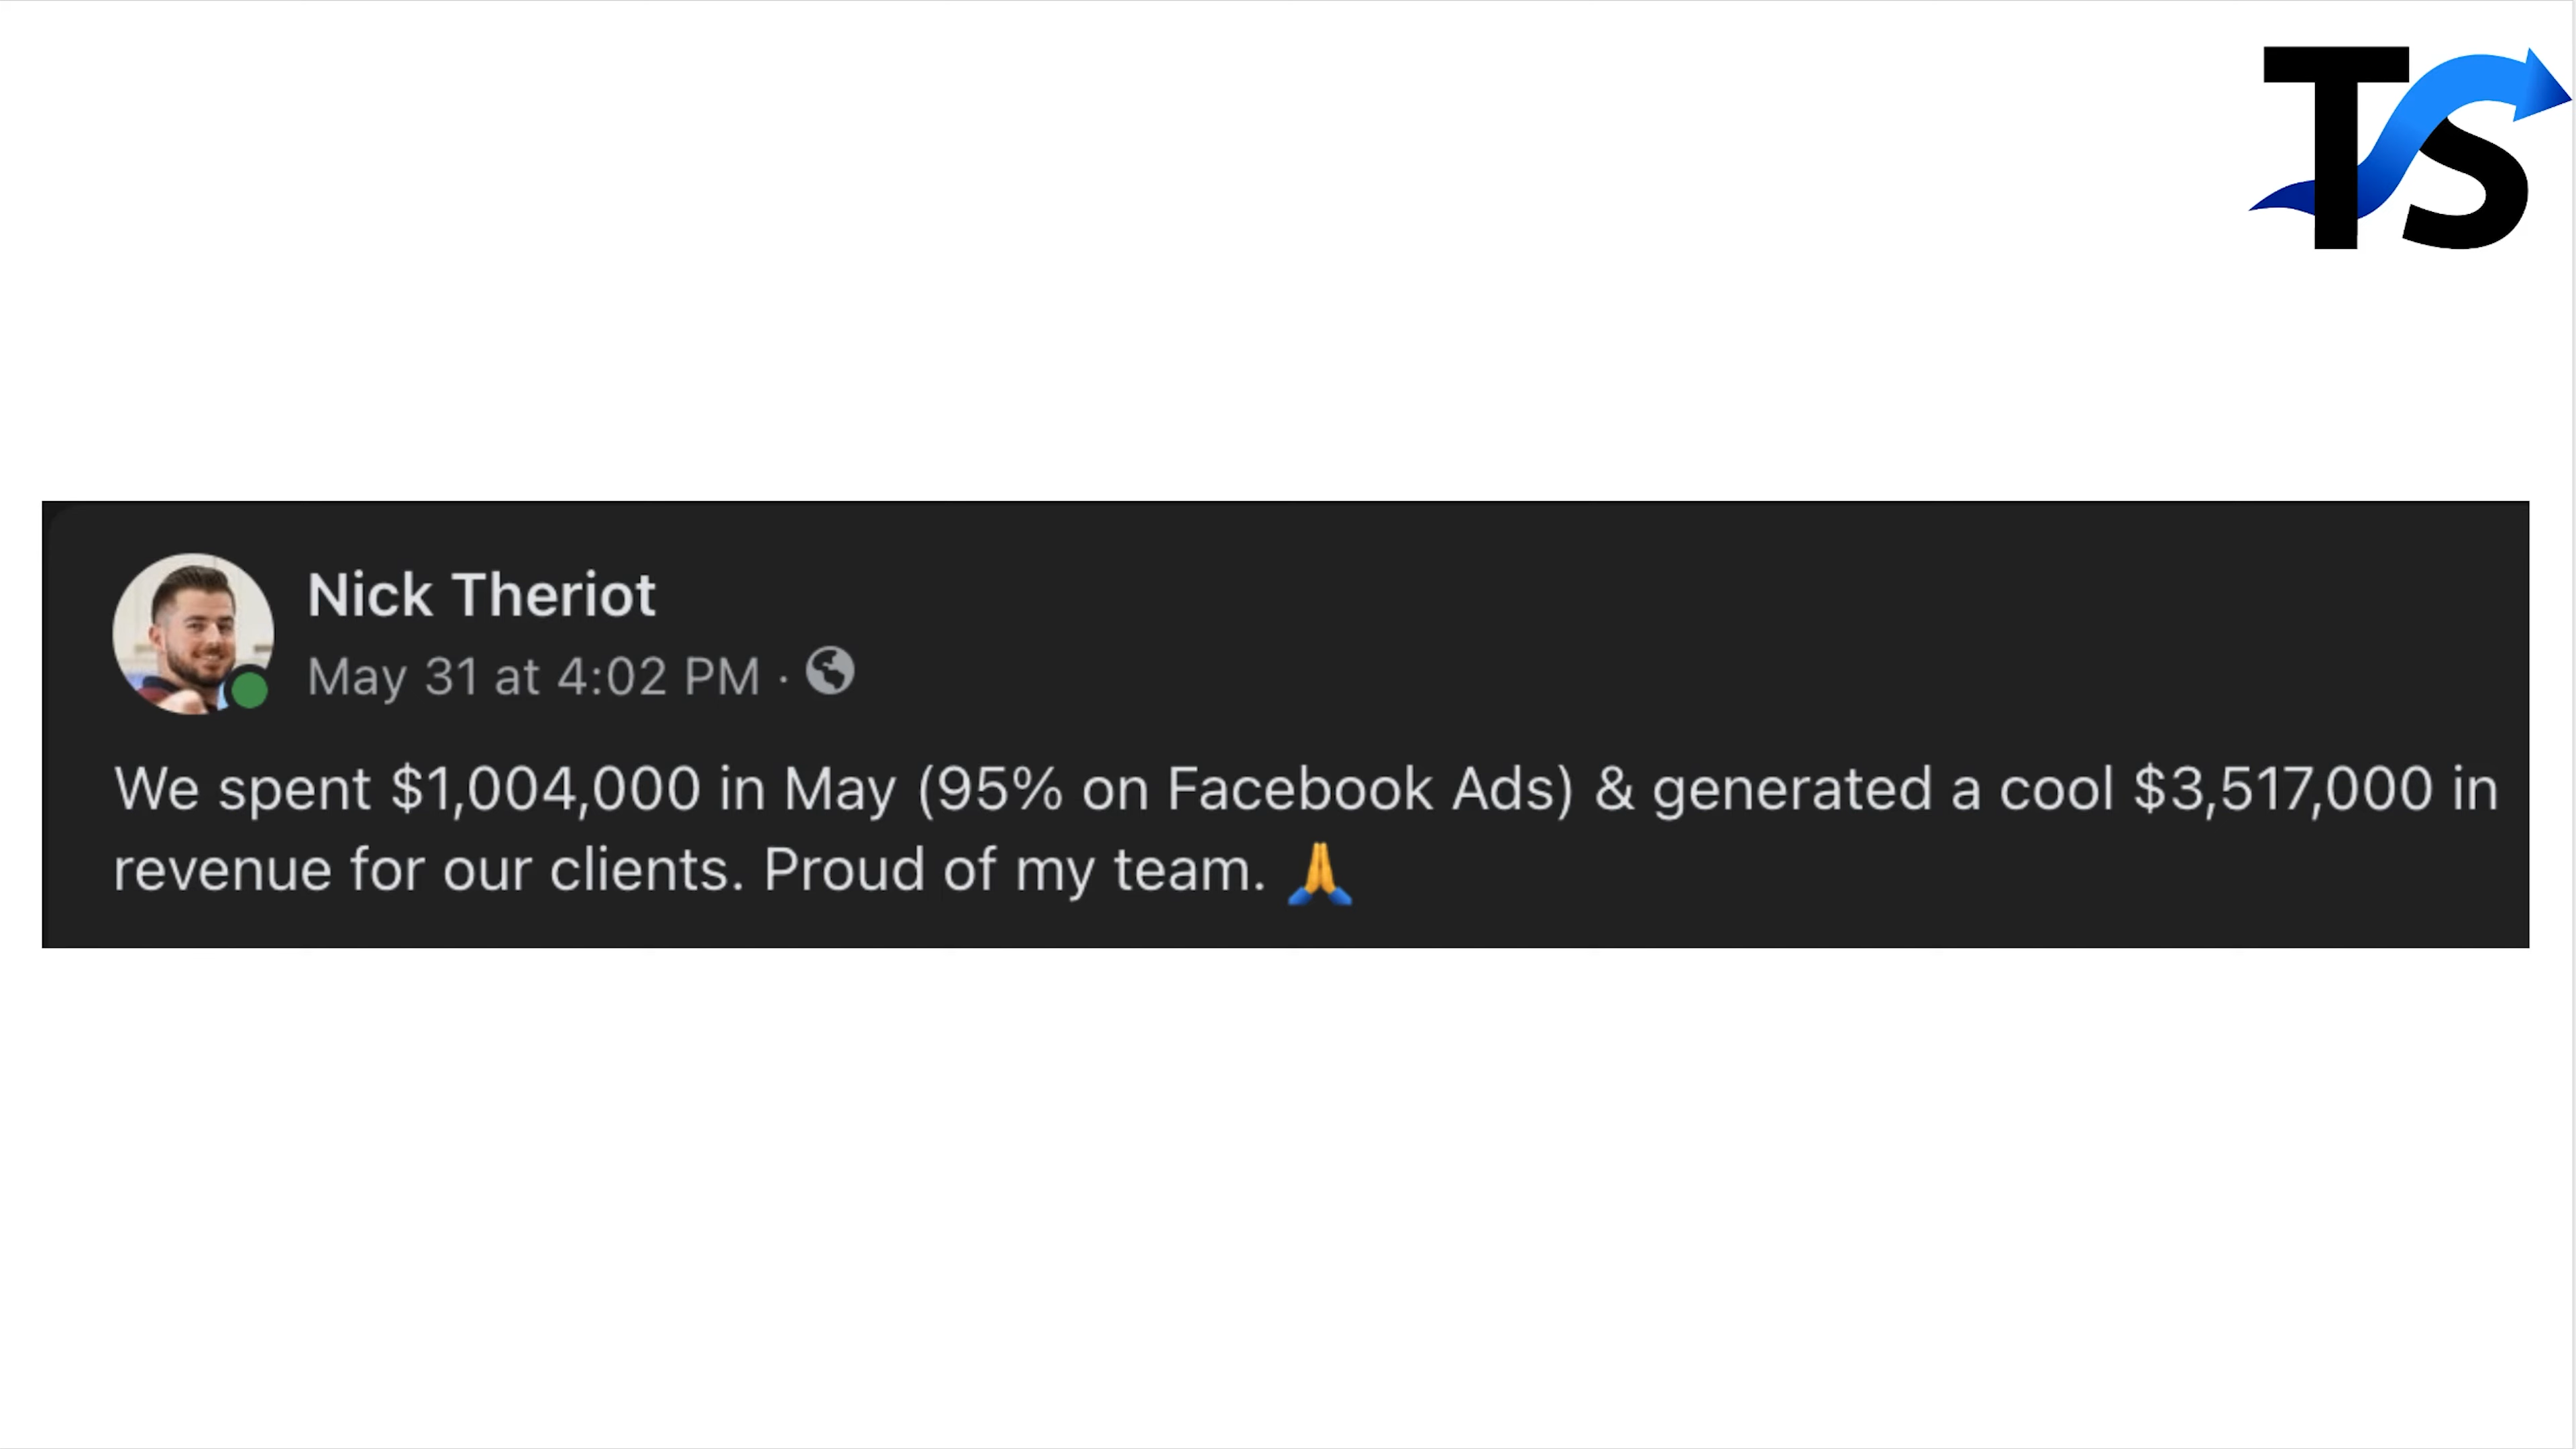 TS
Nick Theriot
May 31 at 4:02 PM ·
We spent $1,004,000 in May (95% on Facebook Ads) & generated a cool $3,517,000 in
revenue for our clients. Proud of my team. 🙏